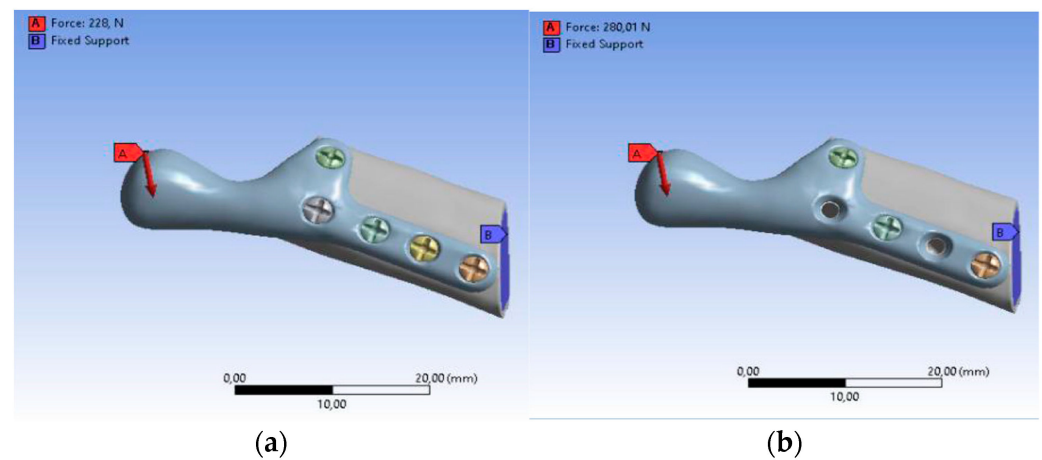 A Force: 228, N
B Fixed Support
A
B
0,00 20,00 (mm)
10,00
(a)
A Force: 280,01 N
B Fixed Support
A
B
0,00 20,00 (mm)
10,00
(b)